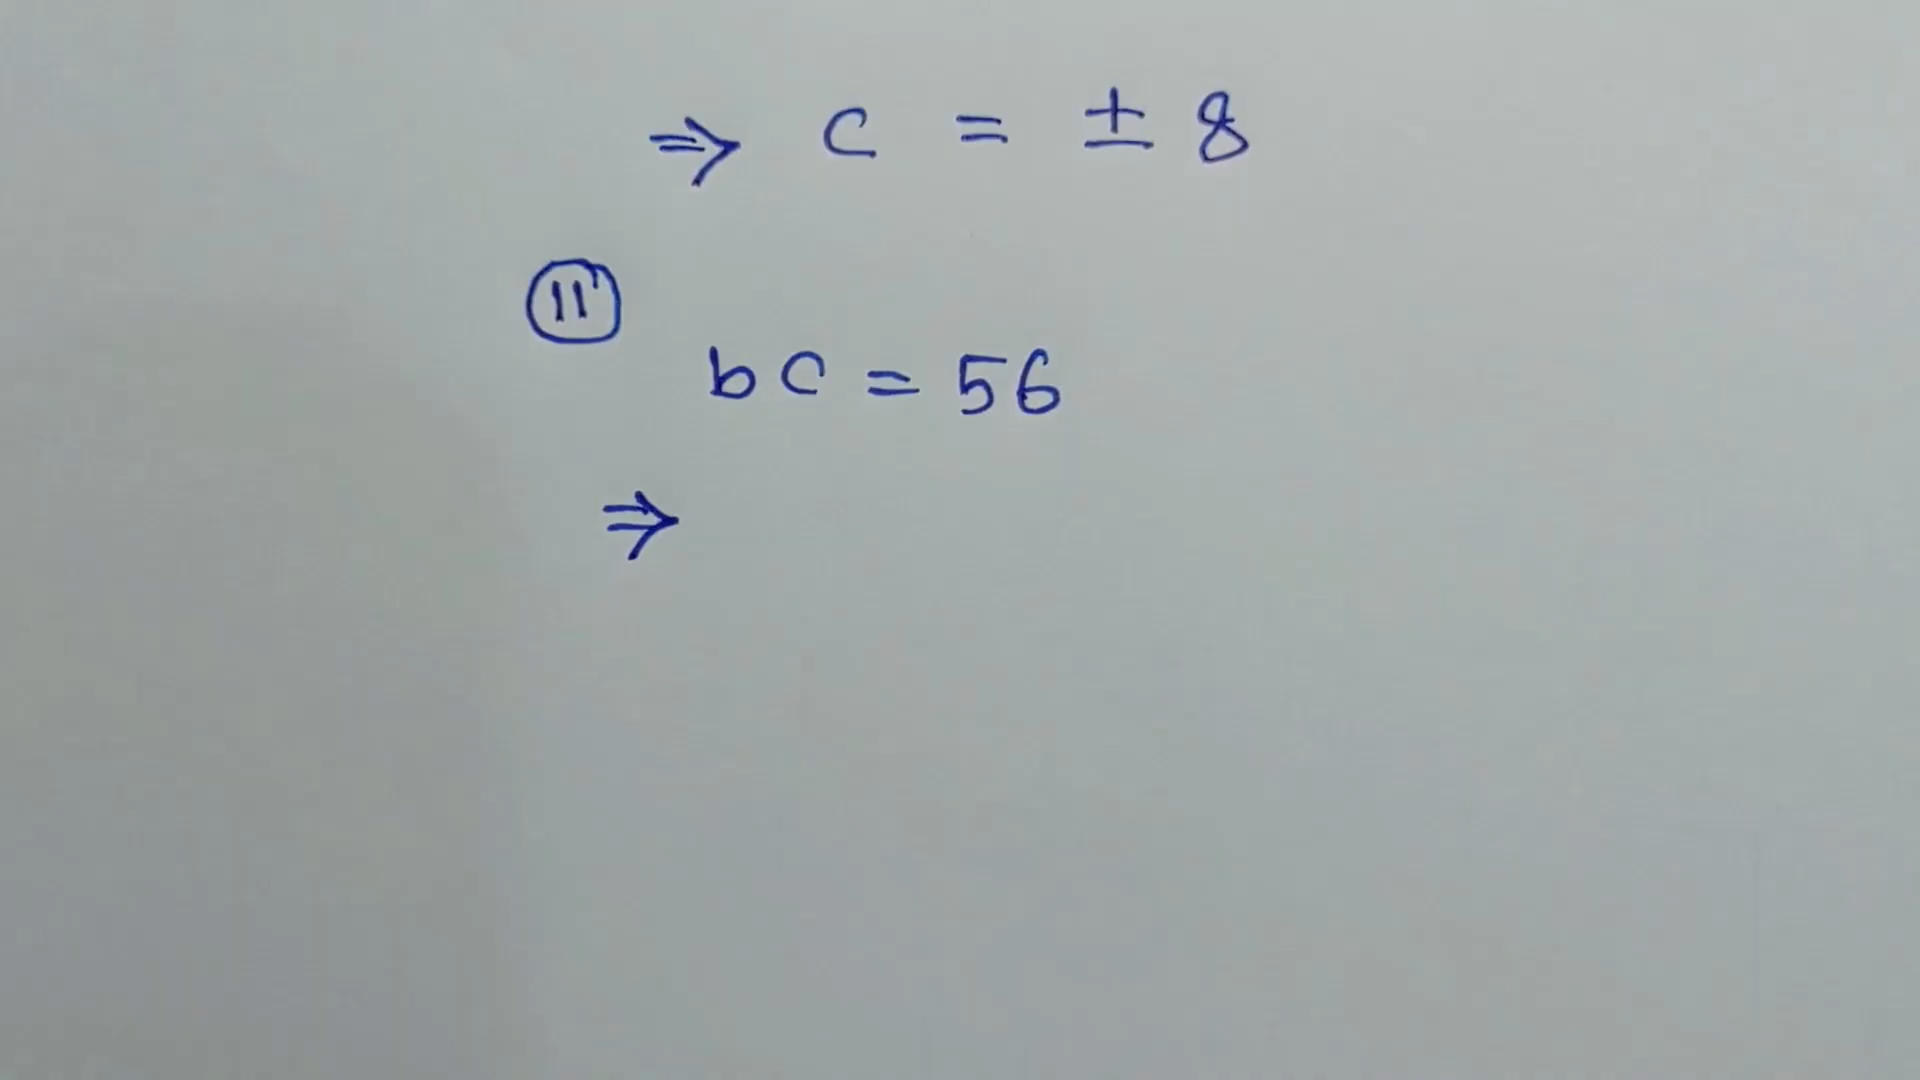 ⇒ c = ± 8
11
bc = 56
⇒